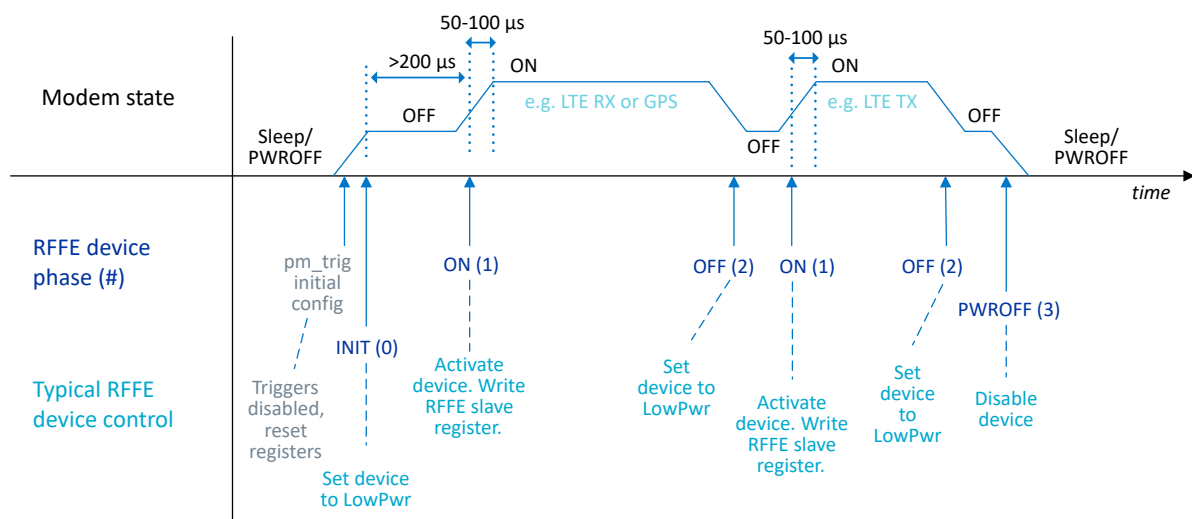 50-100 µs
50-100 µs
>200 µs
ON
ON
Modem state
e.g. LTE RX or GPS
e.g. LTE TX
OFF
OFF
Sleep/
PWROFF
OFF
Sleep/
PWROFF
time
RFFE device
phase (#)
pm_trig
initial
config
ON (1)
OFF (2)
ON (1)
OFF (2)
PWROFF (3)
INIT (0)
Typical RFFE
device control
Triggers
disabled,
reset
registers
Activate
device. Write
RFFE slave
register.
Set
device to
LowPwr
Activate
device. Write
RFFE slave
register.
Set
device
to
LowPwr
Disable
device
Set device
to LowPwr